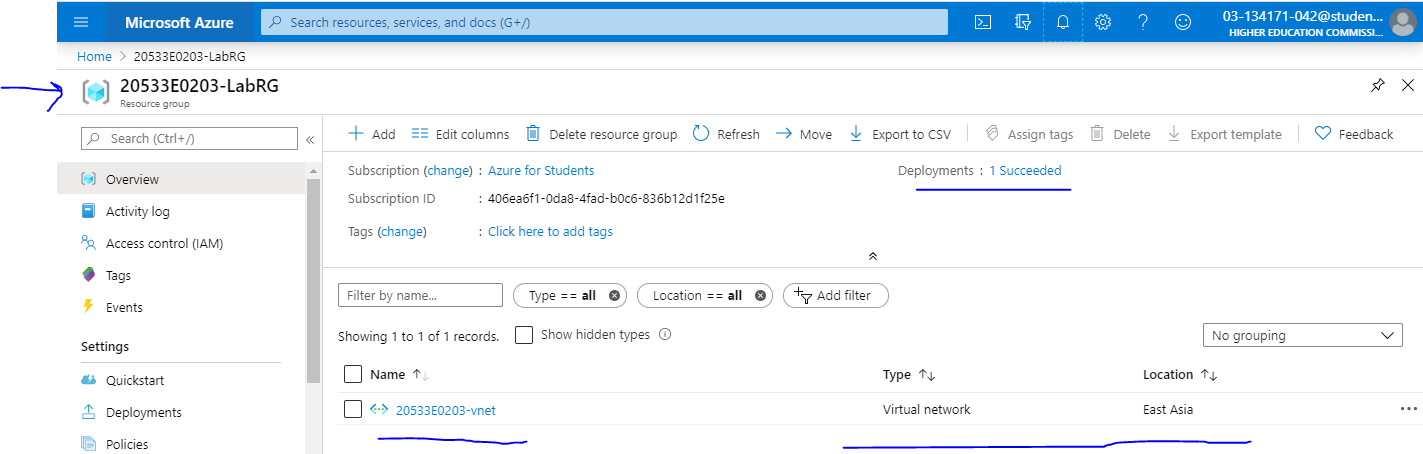 Microsoft Azure Search resources, services, and docs (G+/) 03-134171-042@studen...
HIGHER EDUCATION COMMISSI...
Home > 20533E0203-LabRG
20533E0203-LabRG
Resource group
Search (Ctrl+/) «
Add Edit columns Delete resource group Refresh Move Export to CSV Assign tags Delete Export template Feedback
Overview
Activity log
Access control (IAM)
Tags
Events
Settings
Quickstart
Deployments
Policies
Subscription (change) : Azure for Students
Deployments : 1 Succeeded
Subscription ID : 406ea6f1-0da8-4fad-b0c6-836b12d1f25e
Tags (change) : Click here to add tags
Filter by name... Type == all Location == all Add filter
Showing 1 to 1 of 1 records. Show hidden types No grouping
Name Type Location
20533E0203-vnet Virtual network East Asia